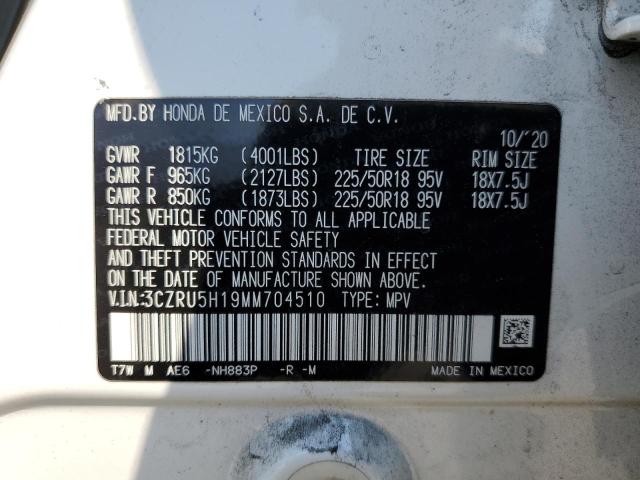 MFD.BY HONDA DE MEXICO S.A. DE C.V.
10/'20
GVWR 1815KG (4001LBS) TIRE SIZE RIM SIZE
GAWR F 965KG (2127LBS) 225/50R18 95V 18X7.5J
GAWR R 850KG (1873LBS) 225/50R18 95V 18X7.5J
THIS VEHICLE CONFORMS TO ALL APPLICABLE
FEDERAL MOTOR VEHICLE SAFETY
AND THEFT PREVENTION STANDARDS IN EFFECT
ON THE DATE OF MANUFACTURE SHOWN ABOVE.
V.I.N.:3CZRU5H19MM704510 TYPE: MPV
T7W M AE6 -NH883P -R -M MADE IN MEXICO